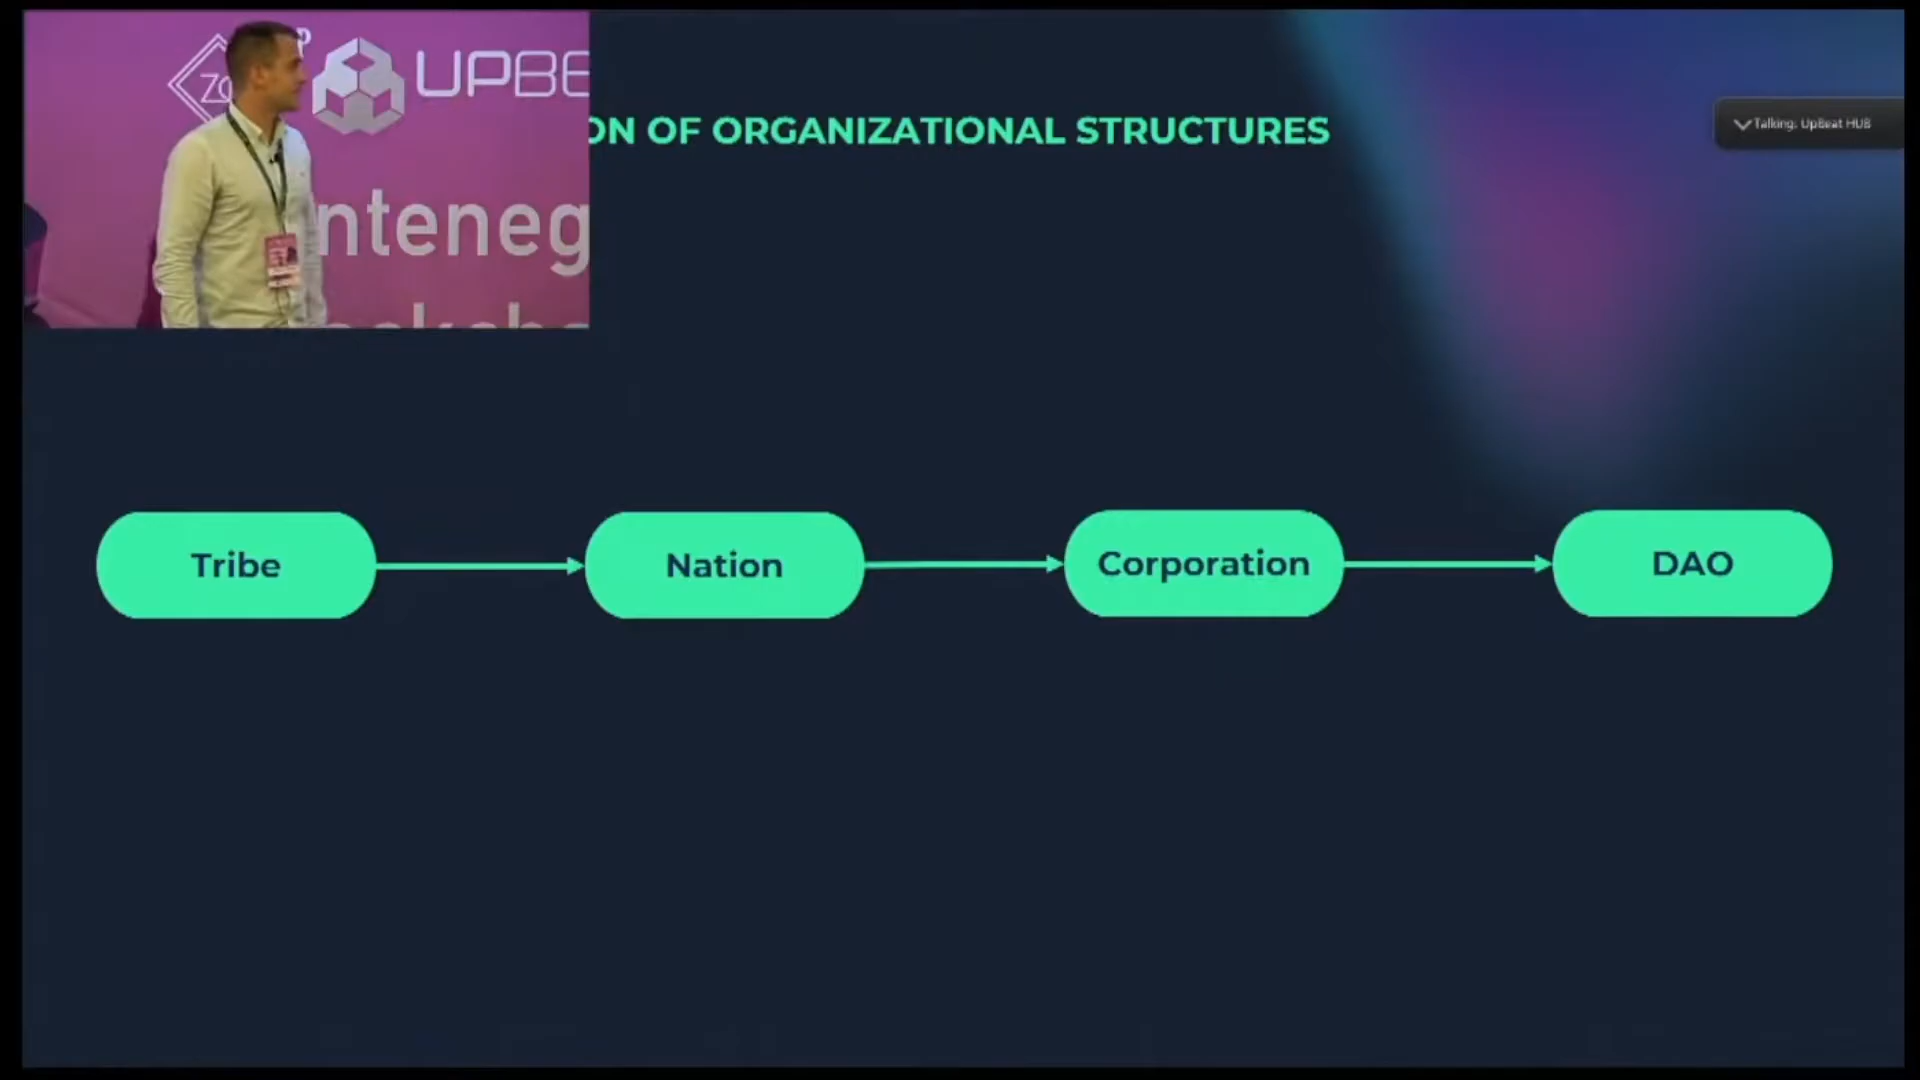 UPBE
nteneg
ON OF ORGANIZATIONAL STRUCTURES
Talking: UpBeat HUB
Tribe
Nation
Corporation
DAO